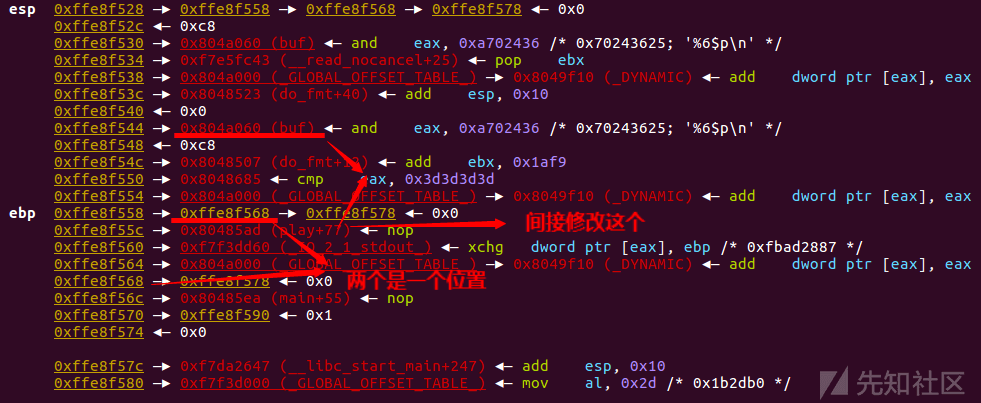 esp 0xffe8f528 —▸ 0xffe8f558 —▸ 0xffe8f568 —▸ 0xffe8f578 ◂— 0x0
0xffe8f52c ◂— 0xc8
0xffe8f530 —▸ 0x804a060 (buf) ◂— and eax, 0xa702436 /* 0x70243625; '%6$p\n' */
0xffe8f534 —▸ 0xf7e5fc43 (__read_nocancel+25) ◂— pop ebx
0xffe8f538 —▸ 0x804a000 (_GLOBAL_OFFSET_TABLE_) —▸ 0x8049f10 (_DYNAMIC) ◂— add dword ptr [eax], eax
0xffe8f53c —▸ 0x8048523 (do_fmt+40) ◂— add esp, 0x10
0xffe8f540 ◂— 0x0
0xffe8f544 —▸ 0x804a060 (buf) ◂— and eax, 0xa702436 /* 0x70243625; '%6$p\n' */
0xffe8f548 ◂— 0xc8
0xffe8f54c —▸ 0x8048507 (do_fmt+12) ◂— add ebx, 0x1af9
0xffe8f550 —▸ 0x8048685 ◂— cmp eax, 0x3d3d3d3d
0xffe8f554 —▸ 0x804a000 (_GLOBAL_OFFSET_TABLE_) —▸ 0x8049f10 (_DYNAMIC) ◂— add dword ptr [eax], eax
ebp 0xffe8f558 —▸ 0xffe8f568 —▸ 0xffe8f578 ◂— 0x0
0xffe8f55c —▸ 0x80485ad (play+77) ◂— nop 间接修改这个
0xffe8f560 —▸ 0xf7f3dd60 (_IO_2_1_stdout_) ◂— xchg dword ptr [eax], ebp /* 0xfbad2887 */
0xffe8f564 —▸ 0x804a000 (_GLOBAL_OFFSET_TABLE_) —▸ 0x8049f10 (_DYNAMIC) ◂— add dword ptr [eax], eax
0xffe8f568 —▸ 0xffe8f578 ◂— 0x0 两个是一个位置
0xffe8f56c —▸ 0x80485ea (main+55) ◂— nop
0xffe8f570 —▸ 0xffe8f590 ◂— 0x1
0xffe8f574 ◂— 0x0
0xffe8f57c —▸ 0xf7da2647 (__libc_start_main+247) ◂— add esp, 0x10
0xffe8f580 —▸ 0xf7f3d000 (_GLOBAL_OFFSET_TABLE_) ◂— mov al, 0x2d /* 0x1b2db0 */
先知社区